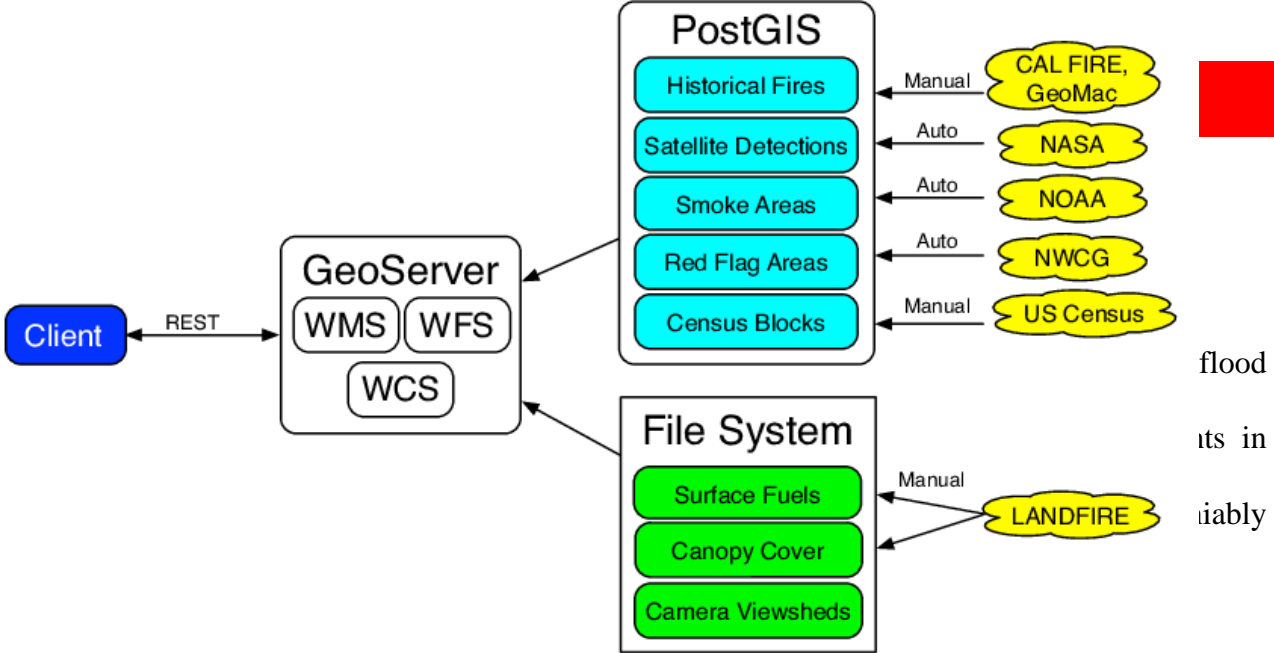 PostGIS
Historical Fires
Satellite Detections
Smoke Areas
Red Flag Areas
Census Blocks
Manual
CAL FIRE,
GeoMac
Auto
NASA
Auto
NOAA
Auto
NWCG
Manual
US Census
GeoServer
WMS
WFS
WCS
Client
REST
File System
Surface Fuels
Canopy Cover
Camera Viewsheds
Manual
LANDFIRE
flood
in